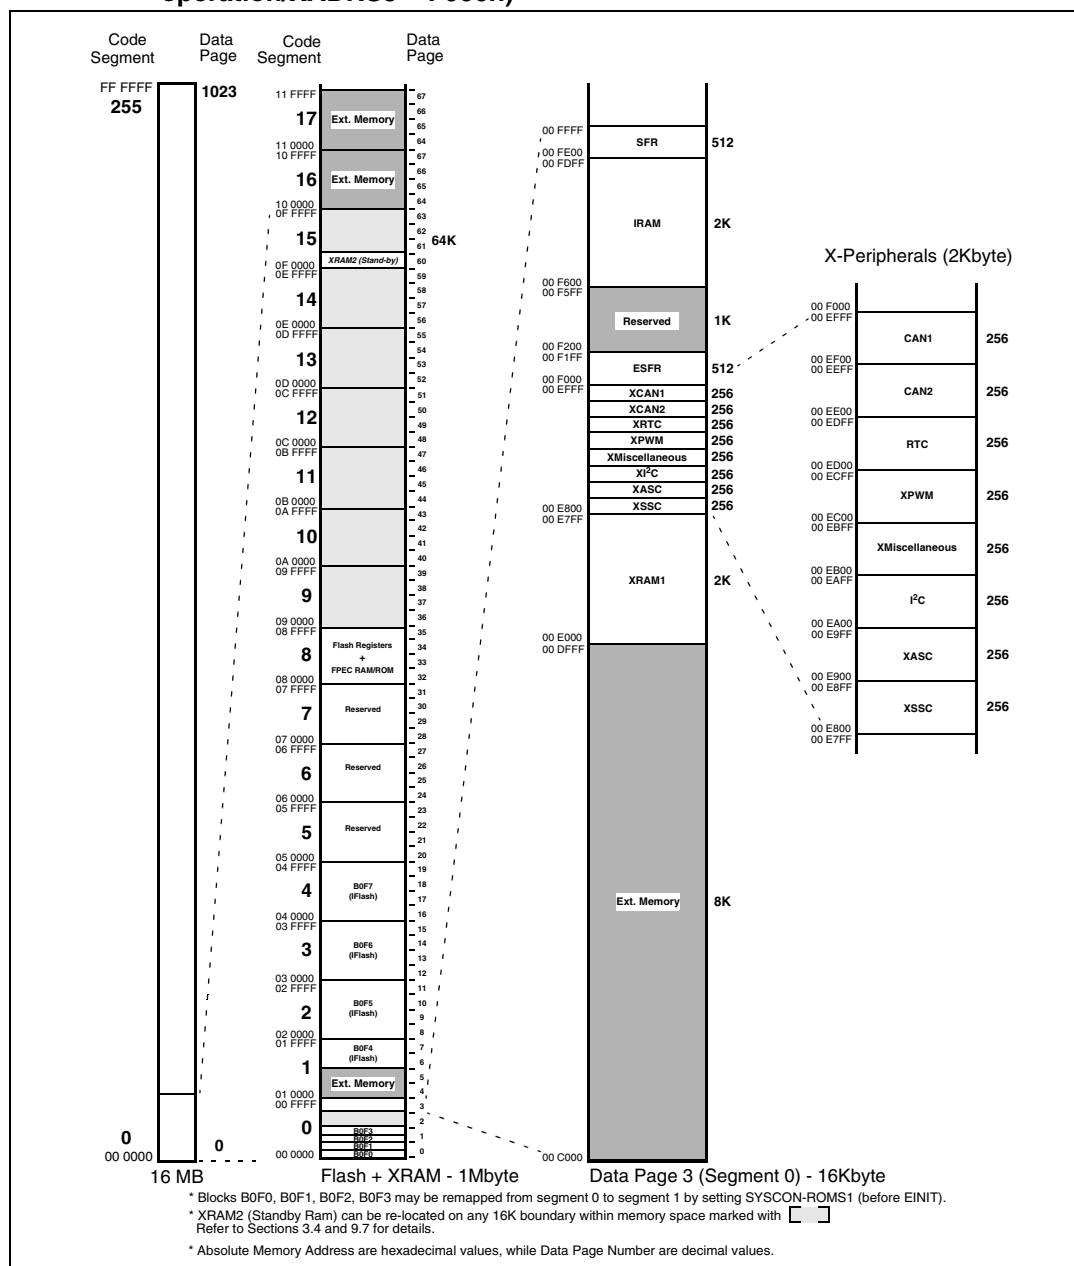 Code Segment
Data Page
Code Segment
Data Page
FF FFFF
255
1023
0
00 0000
0
16 MB
11 FFFF
17
Ext. Memory
67
66
65
64
11 0000
10 FFFF
16
Ext. Memory
67
66
65
64
10 0000
0F FFFF
15
XRAM2 (Stand-by)
63
62
61
60
64K
0F 0000
0E FFFF
14
59
58
57
56
0E 0000
0D FFFF
13
55
54
53
52
0D 0000
0C FFFF
12
51
50
49
48
0C 0000
0B FFFF
11
47
46
45
44
0B 0000
0A FFFF
10
43
42
41
40
0A 0000
09 FFFF
9
39
38
37
36
09 0000
08 FFFF
8
Flash Registers
+
FPEC RAM/ROM
35
34
33
32
08 0000
07 FFFF
7
Reserved
31
30
29
28
07 0000
06 FFFF
6
Reserved
27
26
25
24
06 0000
05 FFFF
5
Reserved
23
22
21
20
05 0000
04 FFFF
4
B0F7
(IFlash)
19
18
17
16
04 0000
03 FFFF
3
B0F6
(IFlash)
15
14
13
12
03 0000
02 FFFF
2
B0F5
(IFlash)
11
10
9
8
02 0000
01 FFFF
1
B0F4
(IFlash)
Ext. Memory
7
6
5
4
01 0000
00 FFFF
0
B0F3
B0F2
B0F1
B0F0
3
2
1
0
00 0000
Flash + XRAM - 1Mbyte
00 FFFF
SFR
512
00 FE00
00 FDFF
IRAM
2K
00 F600
00 F5FF
Reserved
1K
00 F200
00 F1FF
ESFR
512
00 F000
00 EFFF
XCAN1
256
XCAN2
256
XRTC
256
XPWM
256
XMiscellaneous
256
XI2C
256
XASC
256
XSSC
256
00 E800
00 E7FF
XRAM1
2K
00 E000
00 DFFF
Ext. Memory
8K
00 C000
Data Page 3 (Segment 0) - 16Kbyte
X-Peripherals (2Kbyte)
00 F000
00 EFFF
CAN1
256
00 EF00
00 EEFF
CAN2
256
00 EE00
00 EDFF
RTC
256
00 ED00
00 ECFF
XPWM
256
00 EC00
00 EBFF
XMiscellaneous
256
00 EB00
00 EAFF
I2C
256
00 EA00
00 E9FF
XASC
256
00 E900
00 E8FF
XSSC
256
00 E800
00 E7FF
* Blocks B0F0, B0F1, B0F2, B0F3 may be remapped from segment 0 to segment 1 by setting SYSCON-ROMS1 (before EINIT).
* XRAM2 (Standby Ram) can be re-located on any 16K boundary within memory space marked with
Refer to Sections 3.4 and 9.7 for details.
* Absolute Memory Address are hexadecimal values, while Data Page Number are decimal values.